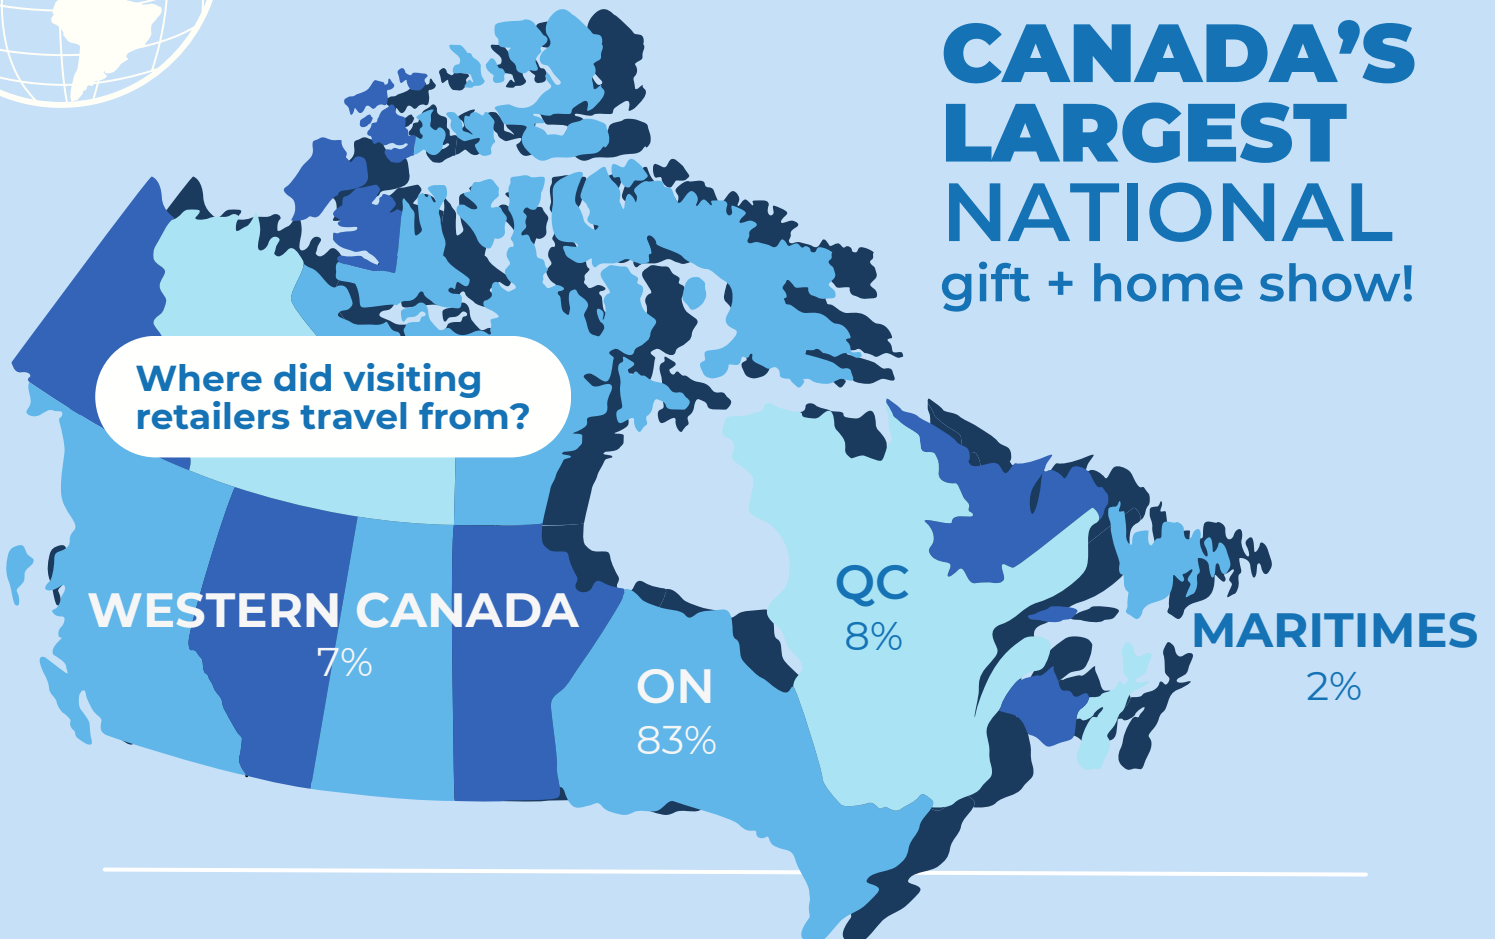 CANADA'S
LARGEST
NATIONAL
gift + home show!
Where did visiting
retailers travel from?
WESTERN CANADA
7%
ON
83%
QC
8%
MARITIMES
2%